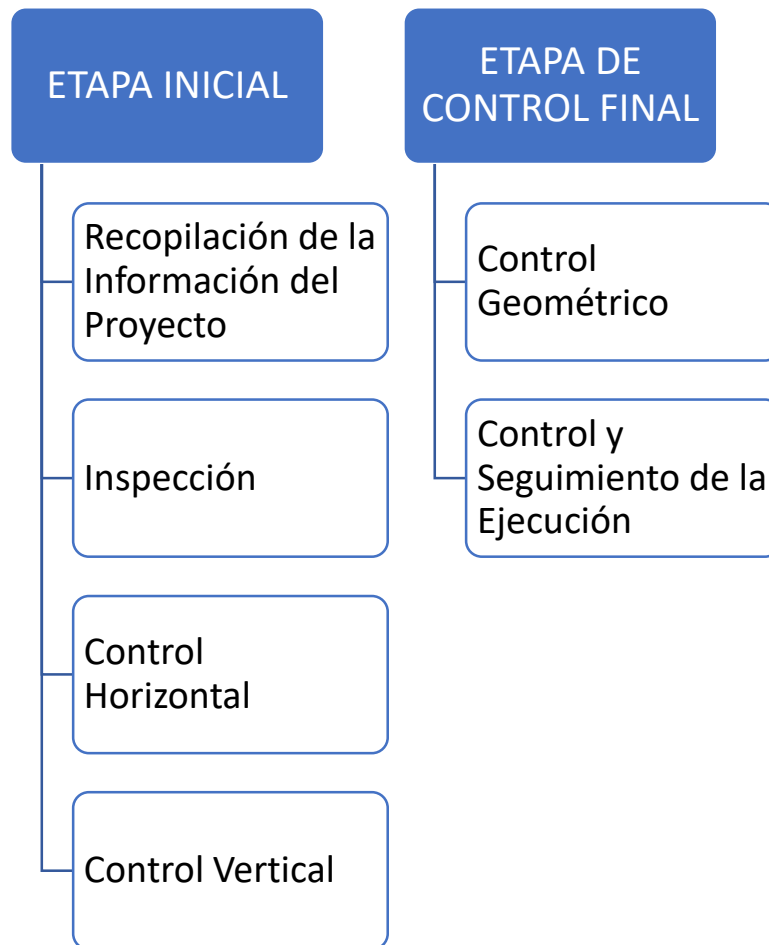 ETAPA INICIAL
Recopilación de la
Información del
Proyecto
Inspección
Control
Horizontal
Control Vertical
ETAPA DE
CONTROL FINAL
Control
Geométrico
Control y
Seguimiento de la
Ejecución